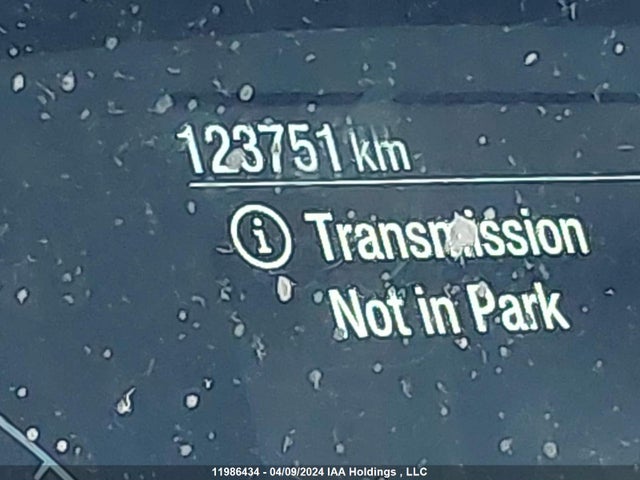 123751 km
Transmission
Not in Park
11986434 - 04/09/2024 IAA Holdings , LLC